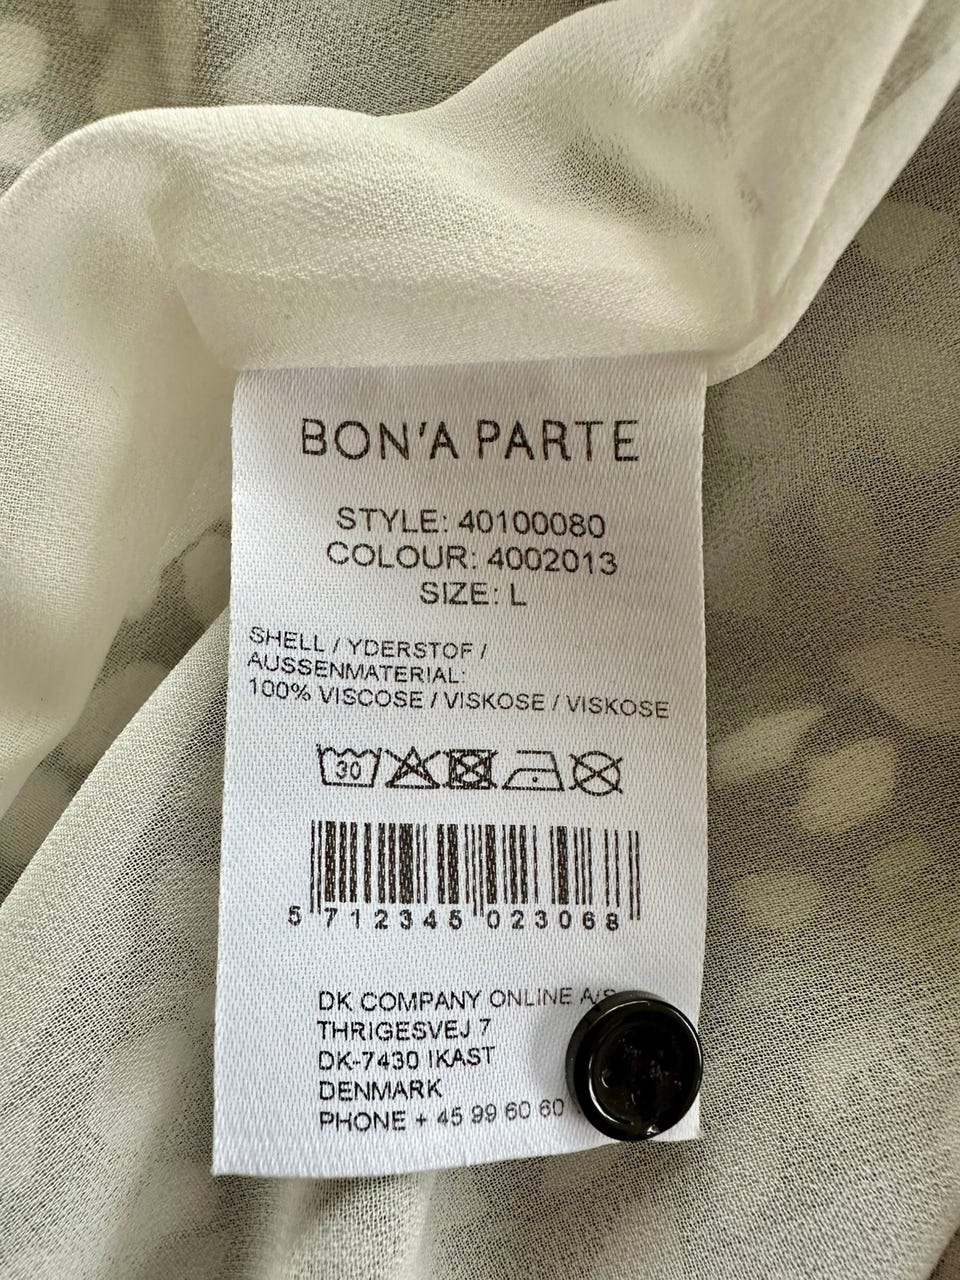 BON'A PARTE
STYLE: 40100080
COLOUR: 4002013
SIZE: L
SHELL / YDERSTOF /
AUSSENMATERIAL:
100% VISCOSE / VISKOSE / VISKOSE
30
5 712345 023068
DK COMPANY ONLINE A/S
THRIGESVEJ 7
DK-7430 IKAST
DENMARK
PHONE + 45 99 60 60